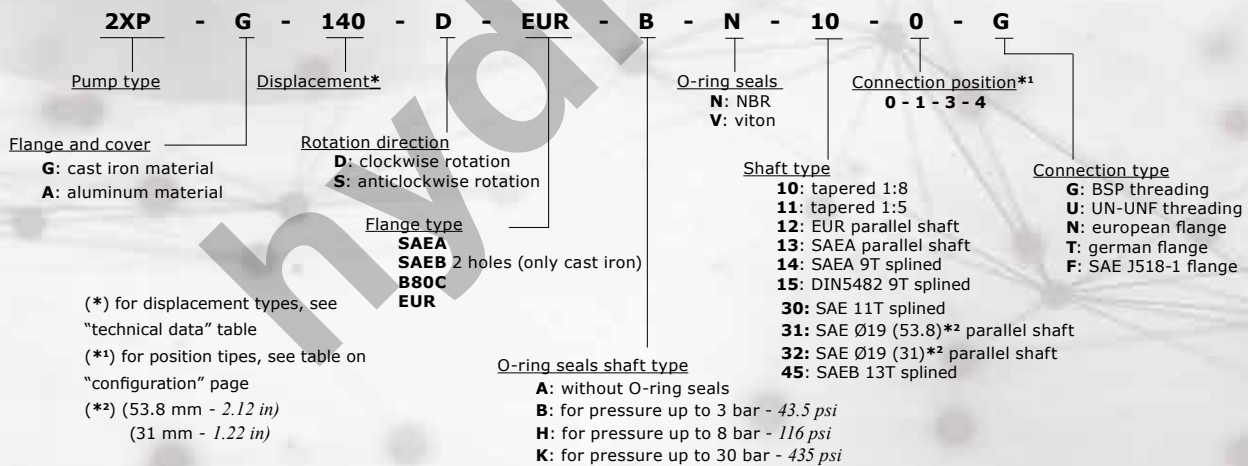 2XP - G - 140 - D - EUR - B - N - 10 - 0 - G
Pump type
Displacement*
O-ring seals
N: NBR
V: viton
Connection position*1
0 - 1 - 3 - 4
Flange and cover
G: cast iron material
A: aluminum material
Rotation direction
D: clockwise rotation
S: anticlockwise rotation
Flange type
SAEA
SAEB 2 holes (only cast iron)
B80C
EUR
Shaft type
10: tapered 1:8
11: tapered 1:5
12: EUR parallel shaft
13: SAEA parallel shaft
14: SAEA 9T splined
15: DIN5482 9T splined
30: SAE 11T splined
31: SAE Ø19 (53.8)*2 parallel shaft
32: SAE Ø19 (31)*2 parallel shaft
45: SAEB 13T splined
Connection type
G: BSP threading
U: UN-UNF threading
N: european flange
T: german flange
F: SAE J518-1 flange
(*) for displacement types, see
“technical data” table
(*1) for position tipes, see table on
“configuration” page
(*2) (53.8 mm - 2.12 in)
(31 mm - 1.22 in)
O-ring seals shaft type
A: without O-ring seals
B: for pressure up to 3 bar - 43.5 psi
H: for pressure up to 8 bar - 116 psi
K: for pressure up to 30 bar - 435 psi